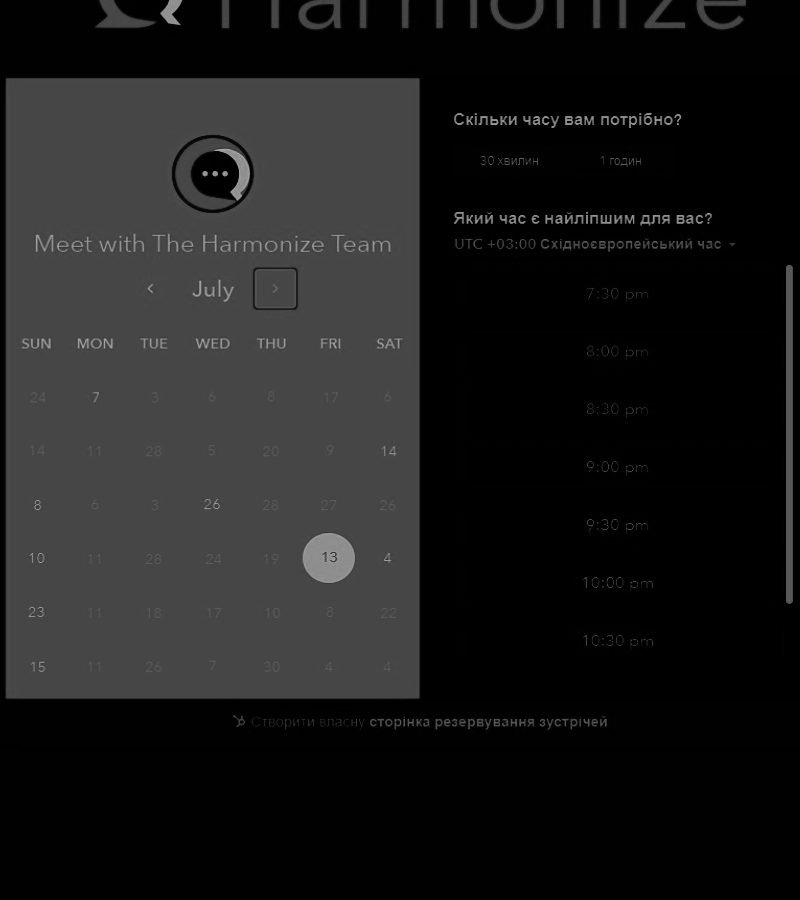 Harmonize
Meet with The Harmonize Team
July
SUN MON TUE WED THU FRI SAT
24 7 3 6 8 17 6
14 11 28 5 20 9 14
8 6 3 26 28 27 26
10 11 28 24 19 13 4
23 11 18 17 10 8 22
15 11 26 7 30 4 4
Скільки часу вам потрібно?
30 хвилин 1 годин
Який час є найліпшим для вас?
UTC +03:00 Східноєвропейський час
7:30 pm
8:00 pm
8:30 pm
9:00 pm
9:30 pm
10:00 pm
10:30 pm
Створити власну сторінка резервування зустрічей